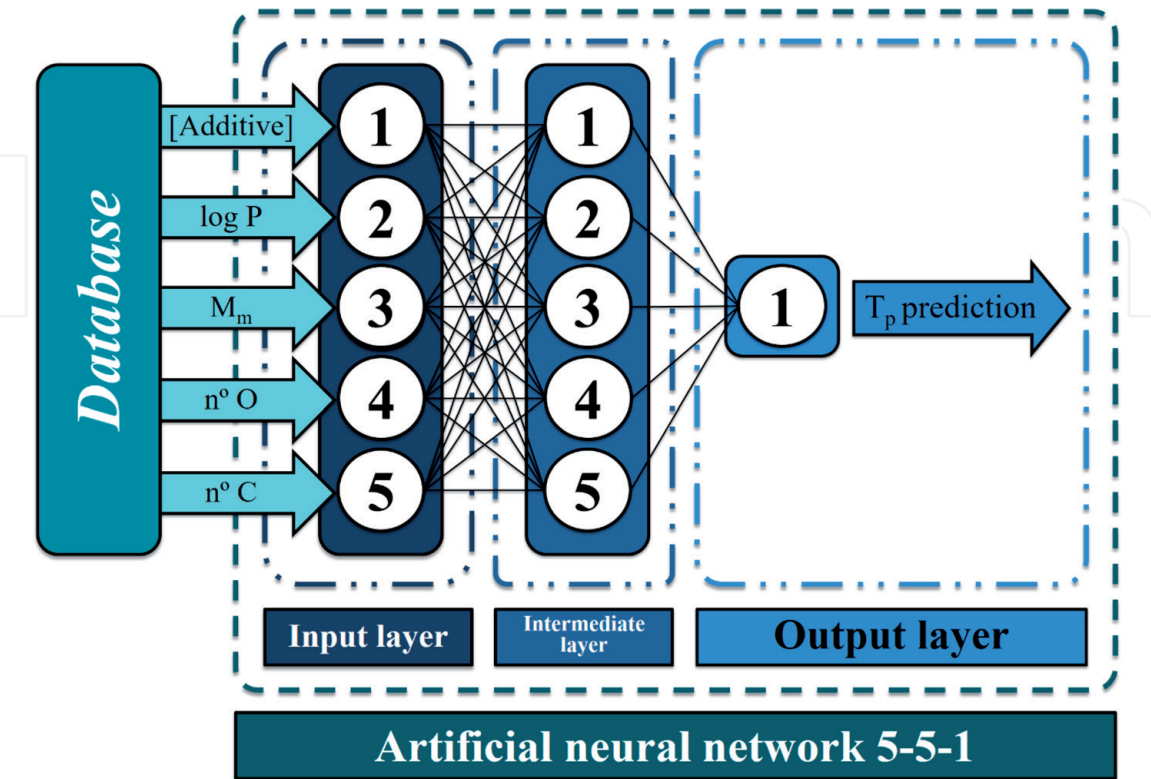 Database
[Additive]
log P
Mm
nº O
nº C
1
2
3
4
5
1
2
3
4
5
1
Tp prediction
Input layer
Intermediate
layer
Output layer
Artificial neural network 5-5-1